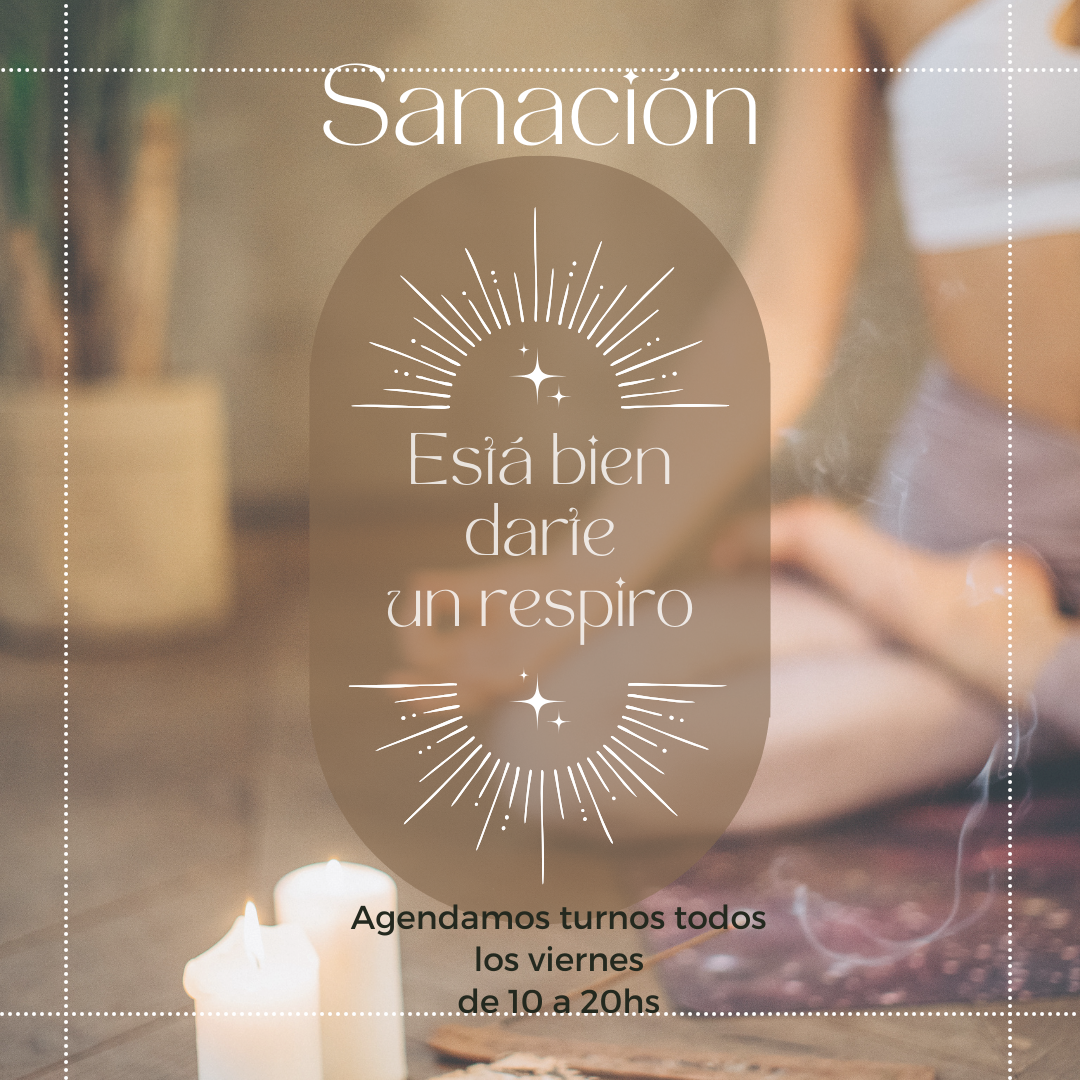 Sanación
Está bien
darte
un respiro
Agendamos turnos todos
los viernes
de 10 a 20hs